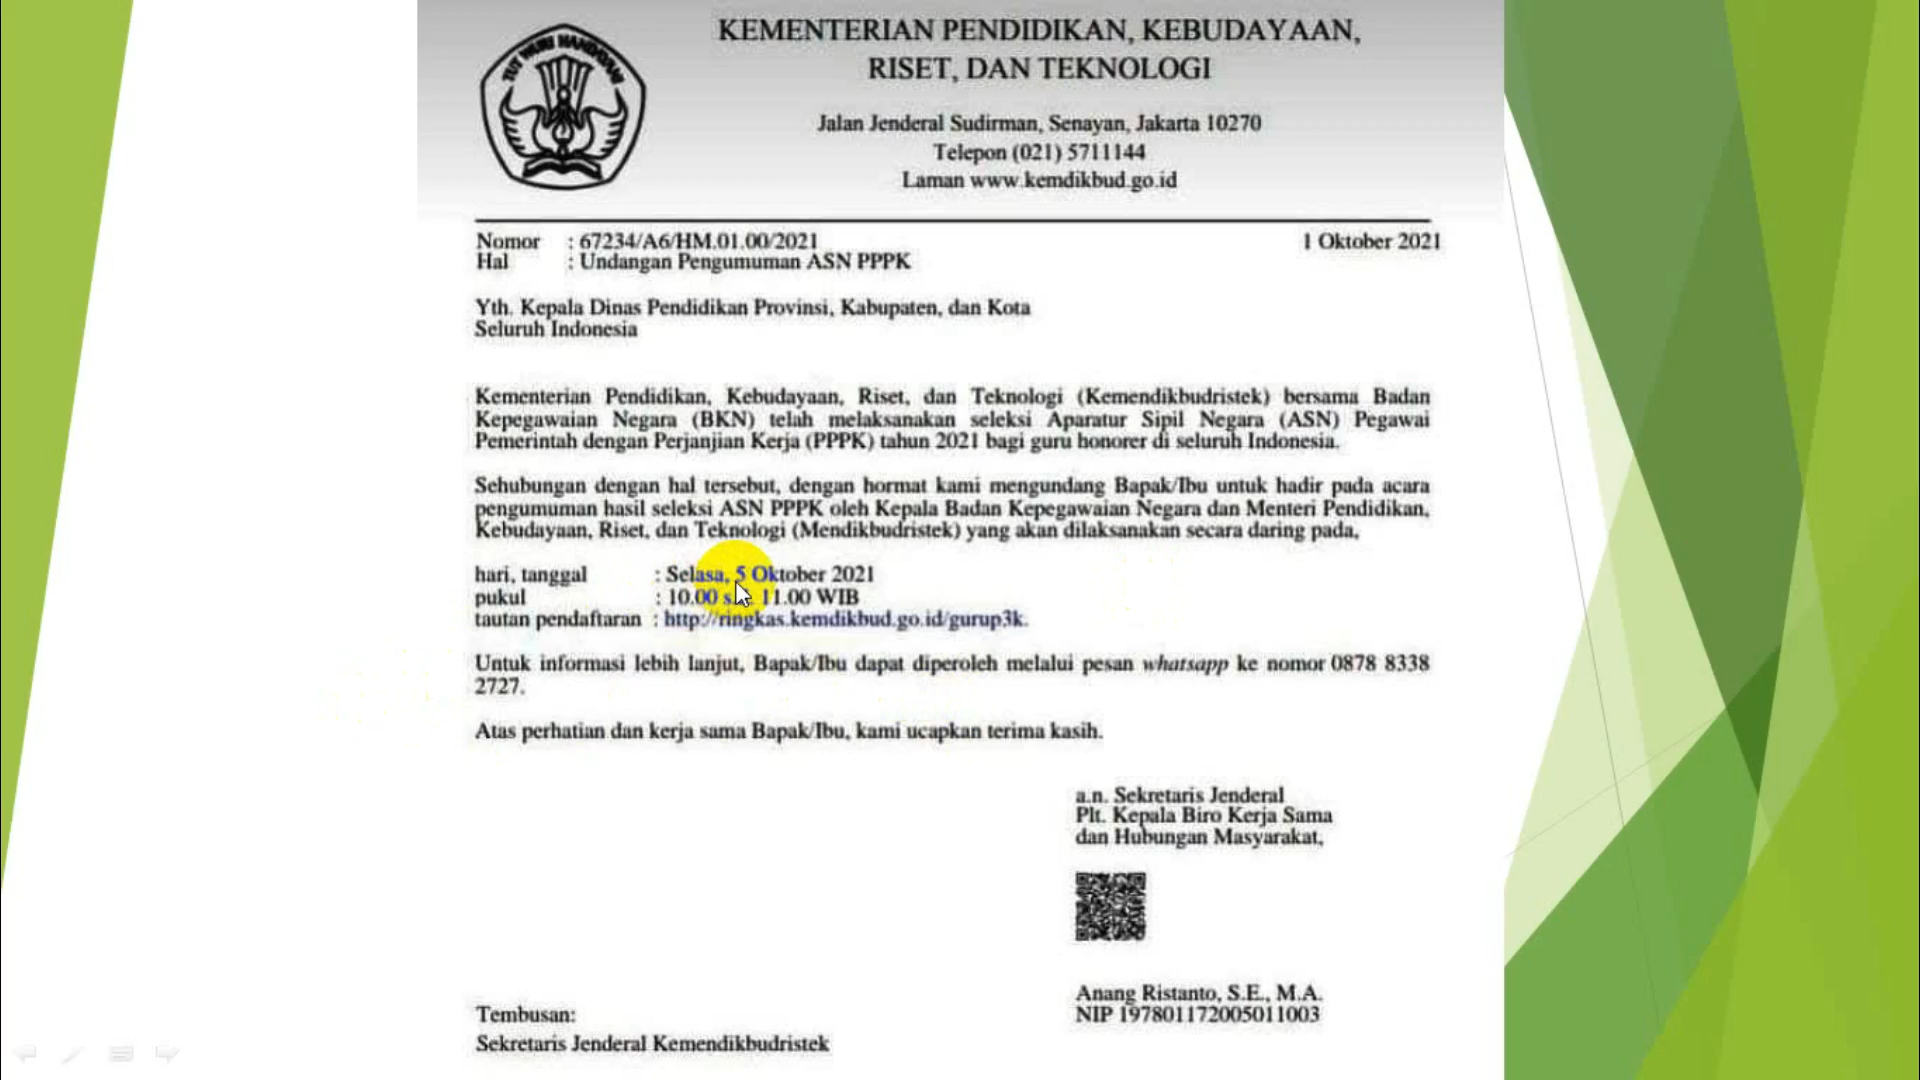 TUT WURI HANDAYANI
KEMENTERIAN PENDIDIKAN, KEBUDAYAAN,
RISET, DAN TEKNOLOGI
Jalan Jenderal Sudirman, Senayan, Jakarta 10270
Telepon (021) 5711144
Laman www.kemdikbud.go.id
Nomor : 67234/A6/HM.01.00/2021 1 Oktober 2021
Hal : Undangan Pengumuman ASN PPPK
Yth. Kepala Dinas Pendidikan Provinsi, Kabupaten, dan Kota
Seluruh Indonesia
Kementerian Pendidikan, Kebudayaan, Riset, dan Teknologi (Kemendikbudristek) bersama Badan
Kepegawaian Negara (BKN) telah melaksanakan seleksi Aparatur Sipil Negara (ASN) Pegawai
Pemerintah dengan Perjanjian Kerja (PPPK) tahun 2021 bagi guru honorer di seluruh Indonesia.
Sehubungan dengan hal tersebut, dengan hormat kami mengundang Bapak/Ibu untuk hadir pada acara
pengumuman hasil seleksi ASN PPPK oleh Kepala Badan Kepegawaian Negara dan Menteri Pendidikan,
Kebudayaan, Riset, dan Teknologi (Mendikbudristek) yang akan dilaksanakan secara daring pada,
hari, tanggal : Selasa, 5 Oktober 2021
pukul : 10.00 11.00 WIB
tautan pendaftaran : http://ringkas.kemdikbud.go.id/gurup3k.
Untuk informasi lebih lanjut, Bapak/Ibu dapat diperoleh melalui pesan whatsapp ke nomor 0878 8338
2727.
Atas perhatian dan kerja sama Bapak/Ibu, kami ucapkan terima kasih.
a.n. Sekretaris Jenderal
Plt. Kepala Biro Kerja Sama
dan Hubungan Masyarakat,
Anang Ristanto, S.E., M.A.
NIP 197801172005011003
Tembusan:
Sekretaris Jenderal Kemendikbudristek